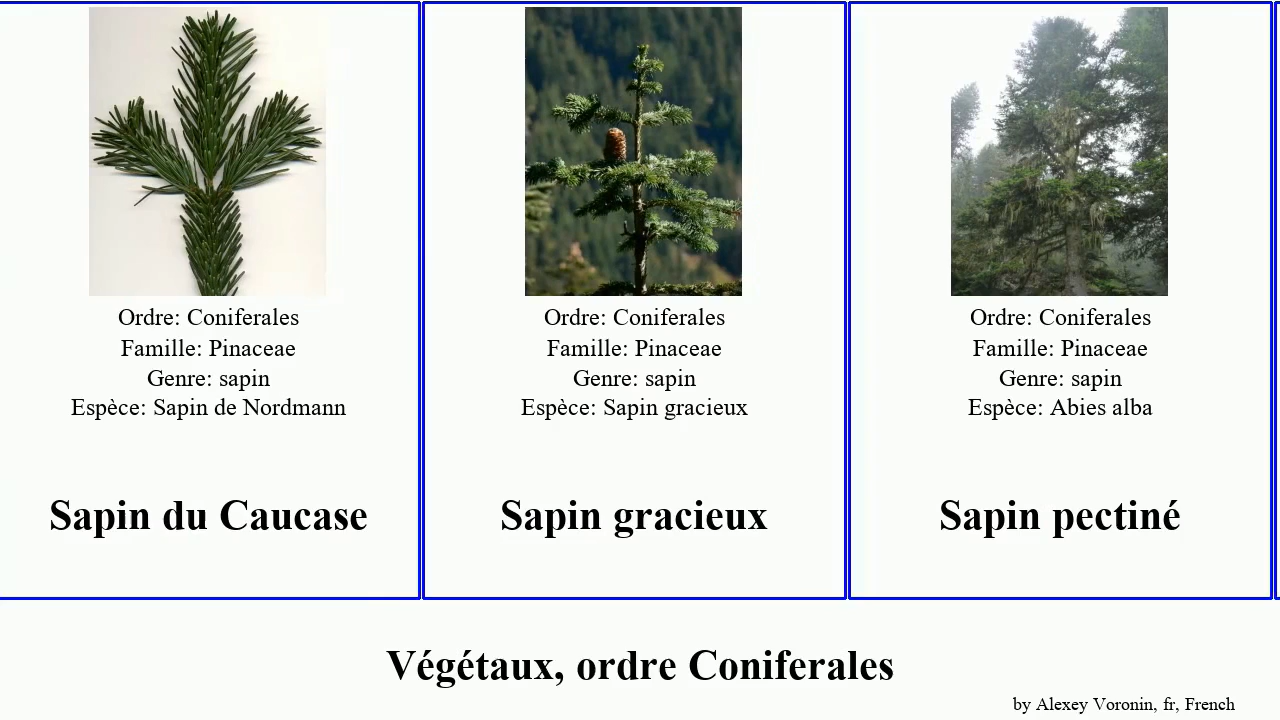 Ordre: Coniferales
Famille: Pinaceae
Genre: sapin
Espèce: Sapin de Nordmann
Sapin du Caucase
Ordre: Coniferales
Famille: Pinaceae
Genre: sapin
Espèce: Sapin gracieux
Sapin gracieux
Ordre: Coniferales
Famille: Pinaceae
Genre: sapin
Espèce: Abies alba
Sapin pectiné
Végétaux, ordre Coniferales
by Alexey Voronin, fr, French